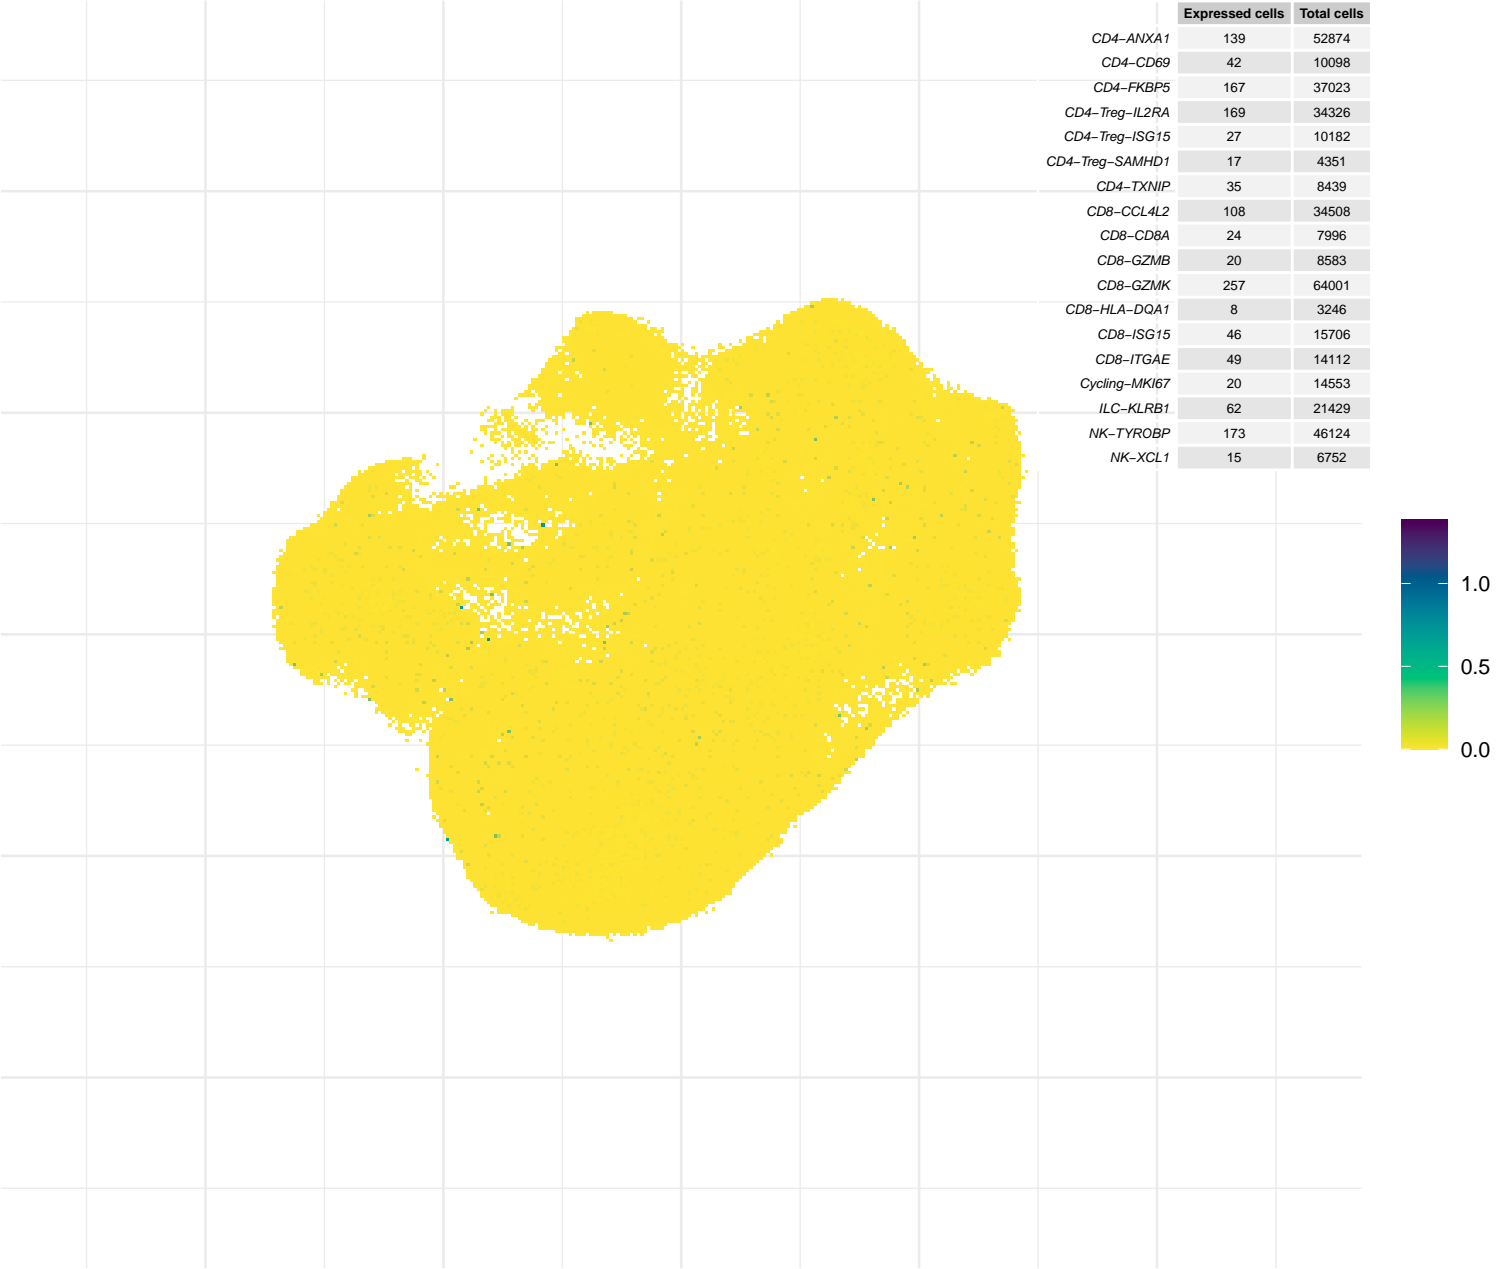 Expressed cells Total cells
CD4−ANXA1 139 52874
CD4−CD69 42 10098
CD4−FKBP5 167 37023
CD4−Treg−IL2RA 169 34326
CD4−Treg−ISG15 27 10182
CD4−Treg−SAMHD1 17 4351
CD4−TXNIP 35 8439
CD8−CCL4L2 108 34508
CD8−CD8A 24 7996
CD8−GZMB 20 8583
CD8−GZMK 257 64001
CD8−HLA−DQA1 8 3246
CD8−ISG15 46 15706
CD8−ITGAE 49 14112
Cycling−MKI67 20 14553
ILC−KLRB1 62 21429
NK−TYROBP 173 46124
NK−XCL1 15 6752
1.0
0.5
0.0